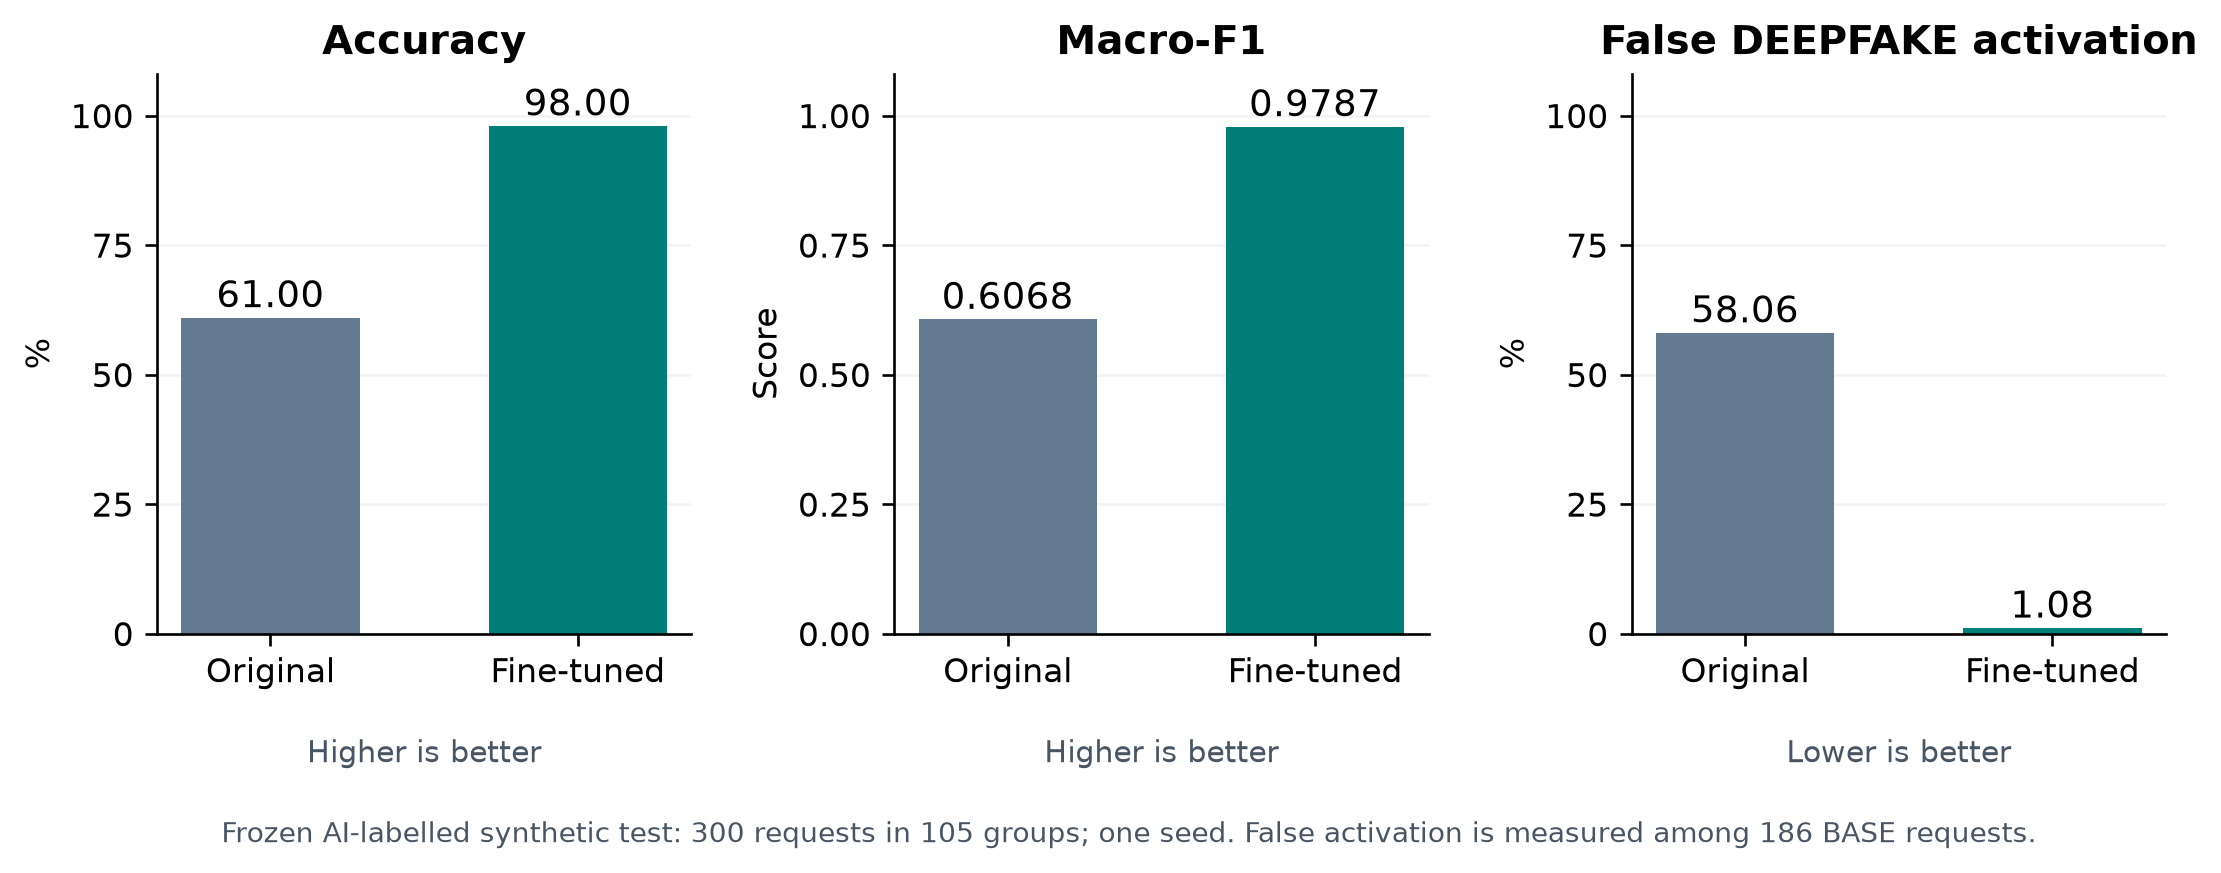 Accuracy
%
100
75
50
25
0
61.00
98.00
Original
Fine-tuned
Higher is better
Macro-F1
Score
1.00
0.75
0.50
0.25
0.00
0.6068
0.9787
Original
Fine-tuned
Higher is better
False DEEPFAKE activation
%
100
75
50
25
0
58.06
1.08
Original
Fine-tuned
Lower is better
Frozen AI-labelled synthetic test: 300 requests in 105 groups; one seed. False activation is measured among 186 BASE requests.